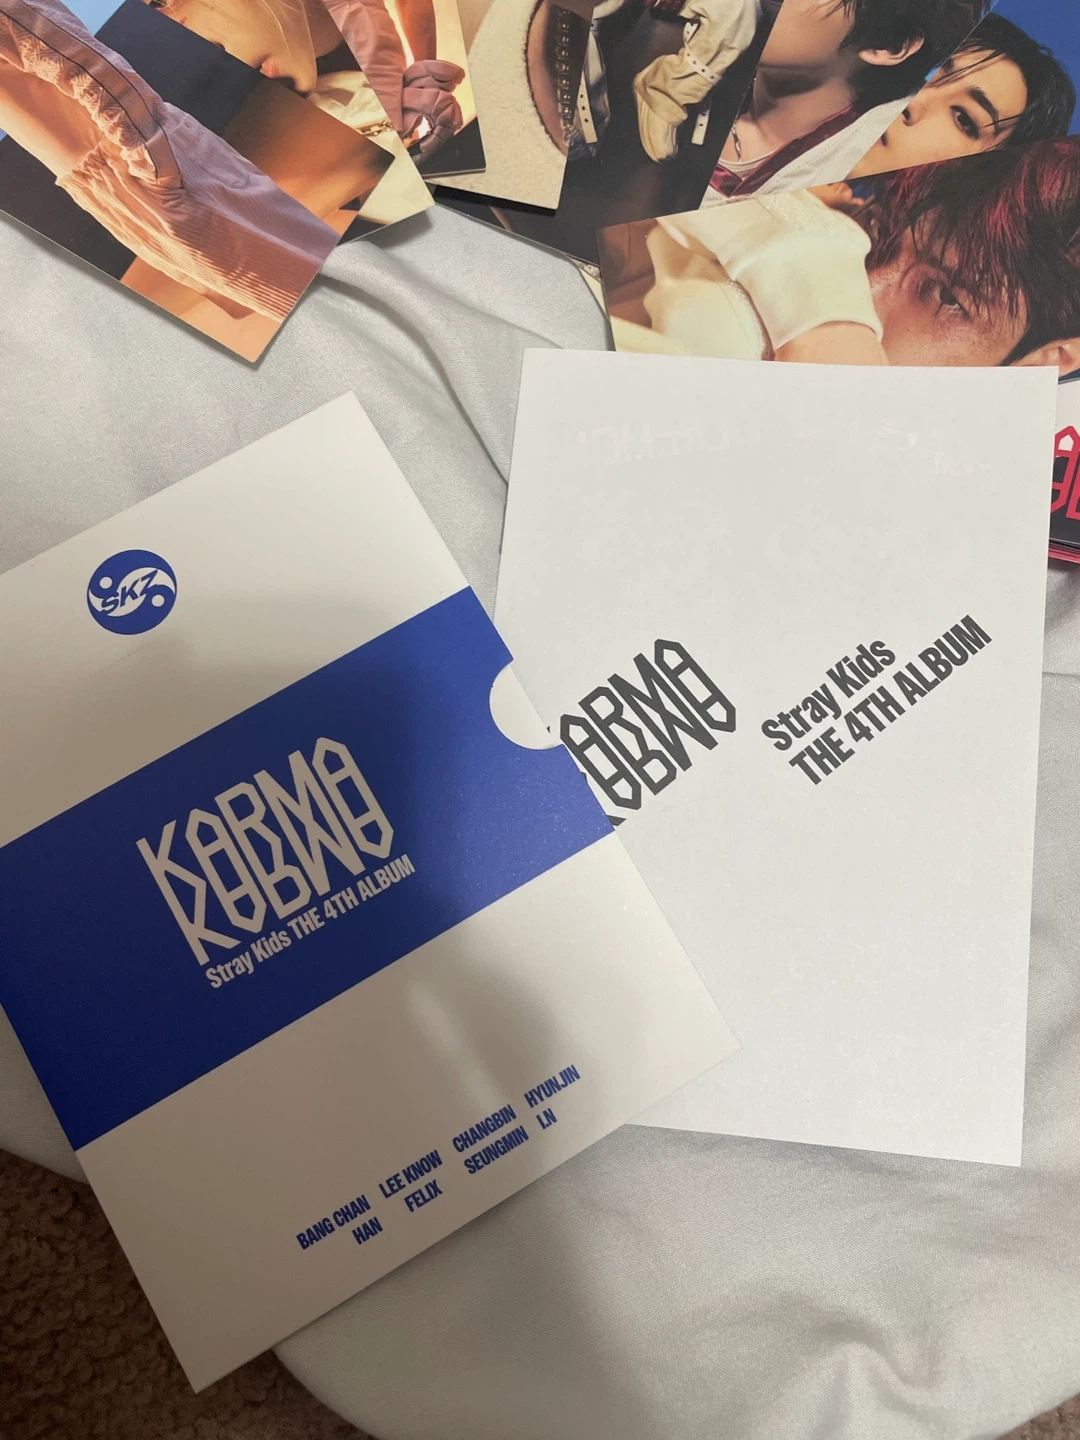 SKZ
KARMA
Stray Kids THE 4TH ALBUM
BANG CHAN LEE KNOW CHANGBIN HYUNJIN
HAN FELIX SEUNGMIN I.N
KARMA
Stray Kids
THE 4TH ALBUM